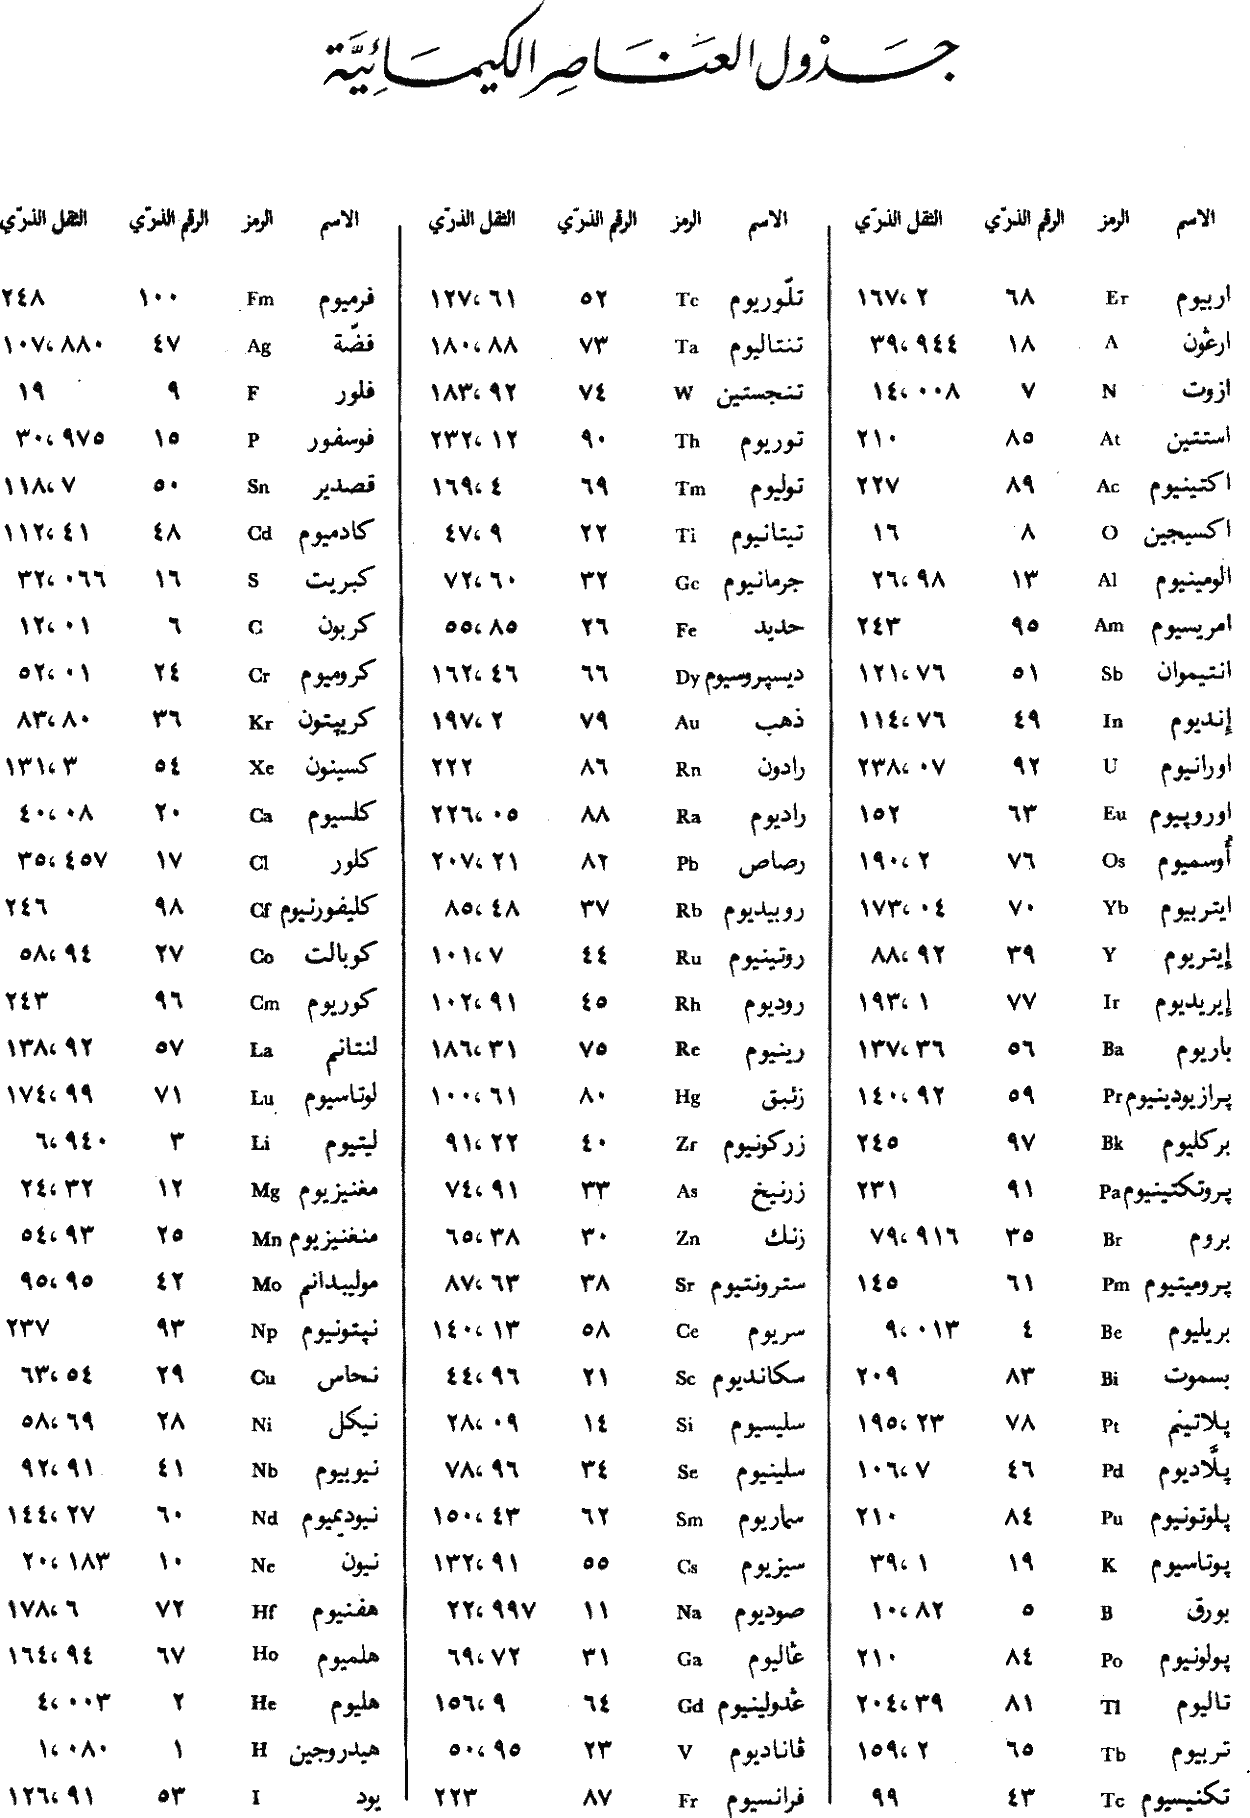 جَدْوَل العَنَاصِر الكيمَائِيَّة
الاسم الرمز الرقم الذرّي الثقل الذرّي
اربيوم Er ٦٨ ١٦٧،٢
ارغون A ١٨ ٣٩،٩٤٤
ازوت N ٧ ١٤،٠٠٨
استتين At ٨٥ ٢١٠
اكتينيوم Ac ٨٩ ٢٢٧
اكسيجين O ٨ ١٦
الومينيوم Al ١٣ ٢٦،٩٨
امريسيوم Am ٩٥ ٢٤٣
انتيموان Sb ٥١ ١٢١،٧٦
إنديوم In ٤٩ ١١٤،٧٦
اورانيوم U ٩٢ ٢٣٨،٠٧
اوروپيوم Eu ٦٣ ١٥٢
أوسميوم Os ٧٦ ١٩٠،٢
ايتربيوم Yb ٧٠ ١٧٣،٠٤
إيتريوم Y ٣٩ ٨٨،٩٢
إيريديوم Ir ٧٧ ١٩٣،١
باريوم Ba ٥٦ ١٣٧،٣٦
پرازيودينيوم Pr ٥٩ ١٤٠،٩٢
بركليوم Bk ٩٧ ٢٤٥
پروتكتينيوم Pa ٩١ ٢٣١
بروم Br ٣٥ ٧٩،٩١٦
پروميتيوم Pm ٦١ ١٤٥
بريليوم Be ٤ ٩،٠١٣
بسموت Bi ٨٣ ٢٠٩
پلاتينم Pt ٧٨ ١٩٥،٢٣
پلّاديوم Pd ٤٦ ١٠٦،٧
پلوتونيوم Pu ٨٤ ٢١٠
پوتاسيوم K ١٩ ٣٩،١
بورق B ٥ ١٠،٨٢
پولونيوم Po ٨٤ ٢١٠
تاليوم Tl ٨١ ٢٠٤،٣٩
تربيوم Tb ٦٥ ١٥٩،٢
تكنيسيوم Tc ٤٣ ٩٩
الاسم الرمز الرقم الذرّي الثقل الذرّي
تلّوريوم Tc ٥٢ ١٢٧،٦١
تنتاليوم Ta ٧٣ ١٨٠،٨٨
تنجستين W ٧٤ ١٨٣،٩٢
توريوم Th ٩٠ ٢٣٢،١٢
توليوم Tm ٦٩ ١٦٩،٤
تيتانيوم Ti ٢٢ ٤٧،٩
جرمانيوم Ge ٣٢ ٧٢،٦٠
حديد Fe ٢٦ ٥٥،٨٥
ديسپروسيوم Dy ٦٦ ١٦٢،٤٦
ذهب Au ٧٩ ١٩٧،٢
رادون Rn ٨٦ ٢٢٢
راديوم Ra ٨٨ ٢٢٦،٠٥
رصاص Pb ٨٢ ٢٠٧،٢١
روبيديوم Rb ٣٧ ٨٥،٤٨
روتينيوم Ru ٤٤ ١٠١،٧
روديوم Rh ٤٥ ١٠٢،٩١
رينيوم Re ٧٥ ١٨٦،٣١
زئبق Hg ٨٠ ١٠٠،٦١
زركونيوم Zr ٤٠ ٩١،٢٢
زرنيخ As ٣٣ ٧٤،٩١
زنك Zn ٣٠ ٦٥،٣٨
سترونتيوم Sr ٣٨ ٨٧،٦٣
سريوم Ce ٥٨ ١٤٠،١٣
سكانديوم Sc ٢١ ٤٤،٩٦
سليسيوم Si ١٤ ٢٨،٠٩
سلينيوم Se ٣٤ ٧٨،٩٦
سماريوم Sm ٦٢ ١٥٠،٤٣
سيزيوم Cs ٥٥ ١٣٢،٩١
صوديوم Na ١١ ٢٢،٩٩٧
غاليوم Ga ٣١ ٦٩،٧٢
غدولينيوم Gd ٦٤ ١٥٦،٩
ڤاناديوم V ٢٣ ٥٠،٩٥
فرانسيوم Fr ٨٧ ٢٢٣
الاسم الرمز الرقم الذرّي الثقل الذرّي
فرميوم Fm ١٠٠ ٢٤٨
فضّة Ag ٤٧ ١٠٧،٨٨٠
فلور F ٩ ١٩
فوسفور P ١٥ ٣٠،٩٧٥
قصدير Sn ٥٠ ١١٨،٧
كادميوم Cd ٤٨ ١١٢،٤١
كبريت S ١٦ ٣٢،٠٦٦
كربون C ٦ ١٢،٠١
كروميوم Cr ٢٤ ٥٢،٠١
كريپتون Kr ٣٦ ٨٣،٨٠
كسينون Xe ٥٤ ١٣١،٣
كلسيوم Ca ٢٠ ٤٠،٠٨
كلور Cl ١٧ ٣٥،٤٥٧
كليفورنيوم Cf ٩٨ ٢٤٦
كوبالت Co ٢٧ ٥٨،٩٤
كوريوم Cm ٩٦ ٢٤٣
لنتانم La ٥٧ ١٣٨،٩٢
لوتاسيوم Lu ٧١ ١٧٤،٩٩
ليتيوم Li ٣ ٦،٩٤٠
مغنيزيوم Mg ١٢ ٢٤،٣٢
منغنيزيوم Mn ٢٥ ٥٤،٩٣
موليبدانم Mo ٤٢ ٩٥،٩٥
نپتونيوم Np ٩٣ ٢٣٧
نحاس Cu ٢٩ ٦٣،٥٤
نيكل Ni ٢٨ ٥٨،٦٩
نيوبيوم Nb ٤١ ٩٢،٩١
نيوديميوم Nd ٦٠ ١٤٤،٢٧
نيون Ne ١٠ ٢٠،١٨٣
هفنيوم Hf ٧٢ ١٧٨،٦
هلميوم Ho ٦٧ ١٦٤،٩٤
هليوم He ٢ ٤،٠٠٣
هيدروجين H ١ ١،٠٨٠
يود I ٥٣ ١٢٦،٩١